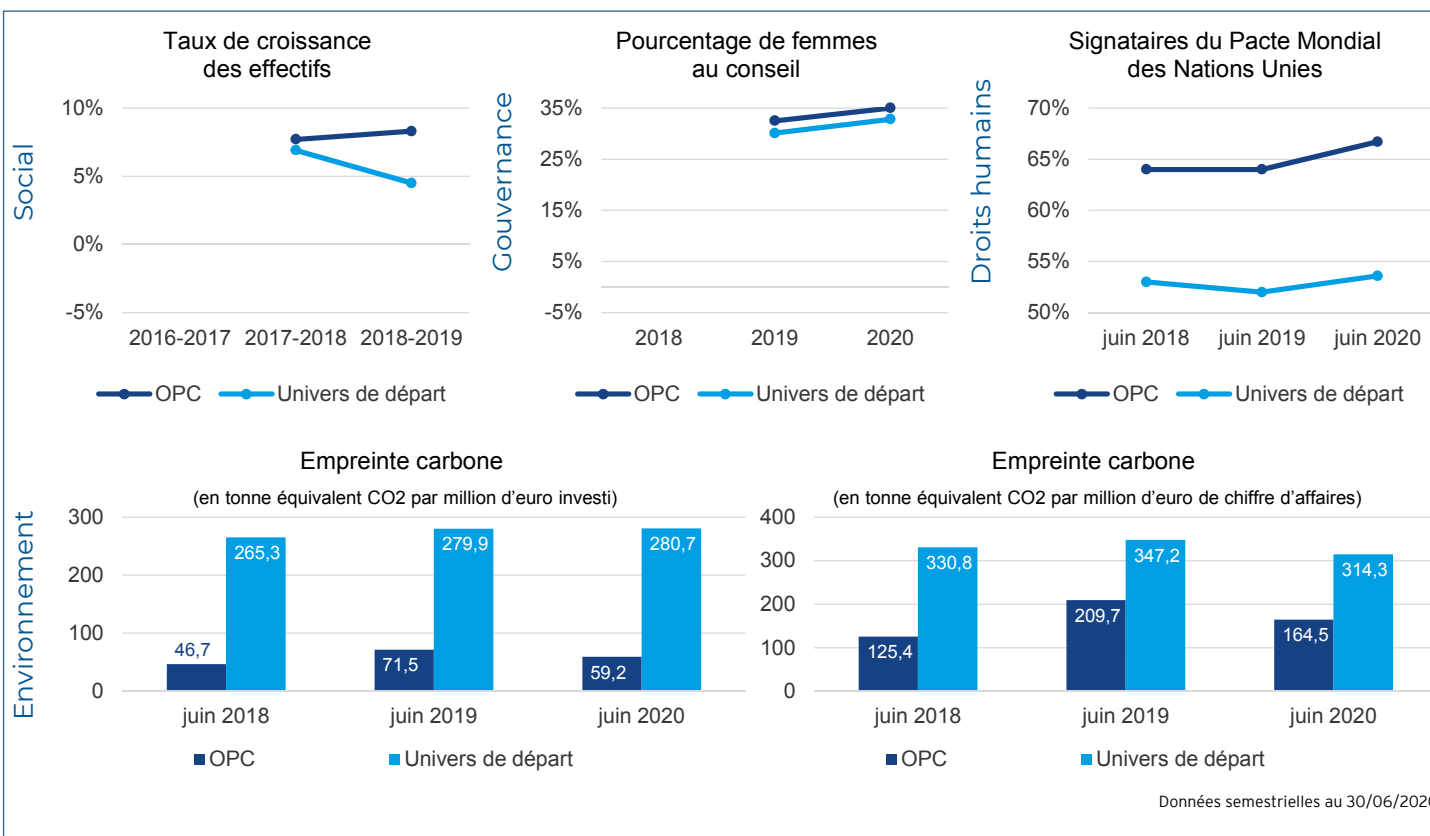 Taux de croissance
des effectifs
Social
10%
5%
0%
-5%
2016-2017 2017-2018 2018-2019
OPC Univers de départ
Pourcentage de femmes
au conseil
Gouvernance
35%
25%
15%
5%
-5%
2018 2019 2020
OPC Univers de départ
Signataires du Pacte Mondial
des Nations Unies
Droits humains
70%
65%
60%
55%
50%
juin 2018 juin 2019 juin 2020
OPC Univers de départ
Environnement
Empreinte carbone
(en tonne équivalent CO2 par million d'euro investi)
300
200
100
0
46,7 265,3 71,5 279,9 59,2 280,7
juin 2018 juin 2019 juin 2020
OPC Univers de départ
Empreinte carbone
(en tonne équivalent CO2 par million d'euro de chiffre d'affaires)
400
300
200
100
0
125,4 330,8 209,7 347,2 164,5 314,3
juin 2018 juin 2019 juin 2020
OPC Univers de départ
Données semestrielles au 30/06/2020